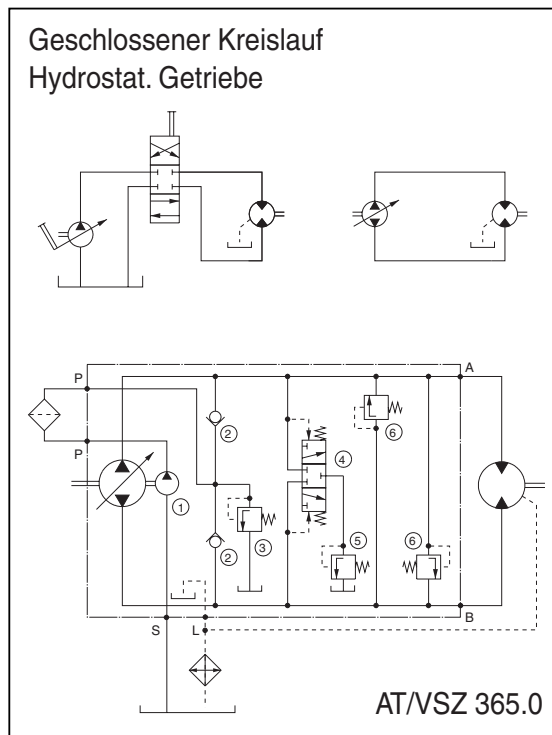 Geschlossener Kreislauf
Hydrostat. Getriebe
P
A
2
4
6
P
1
3
5
6
2
S
L
B
AT/VSZ 365.0